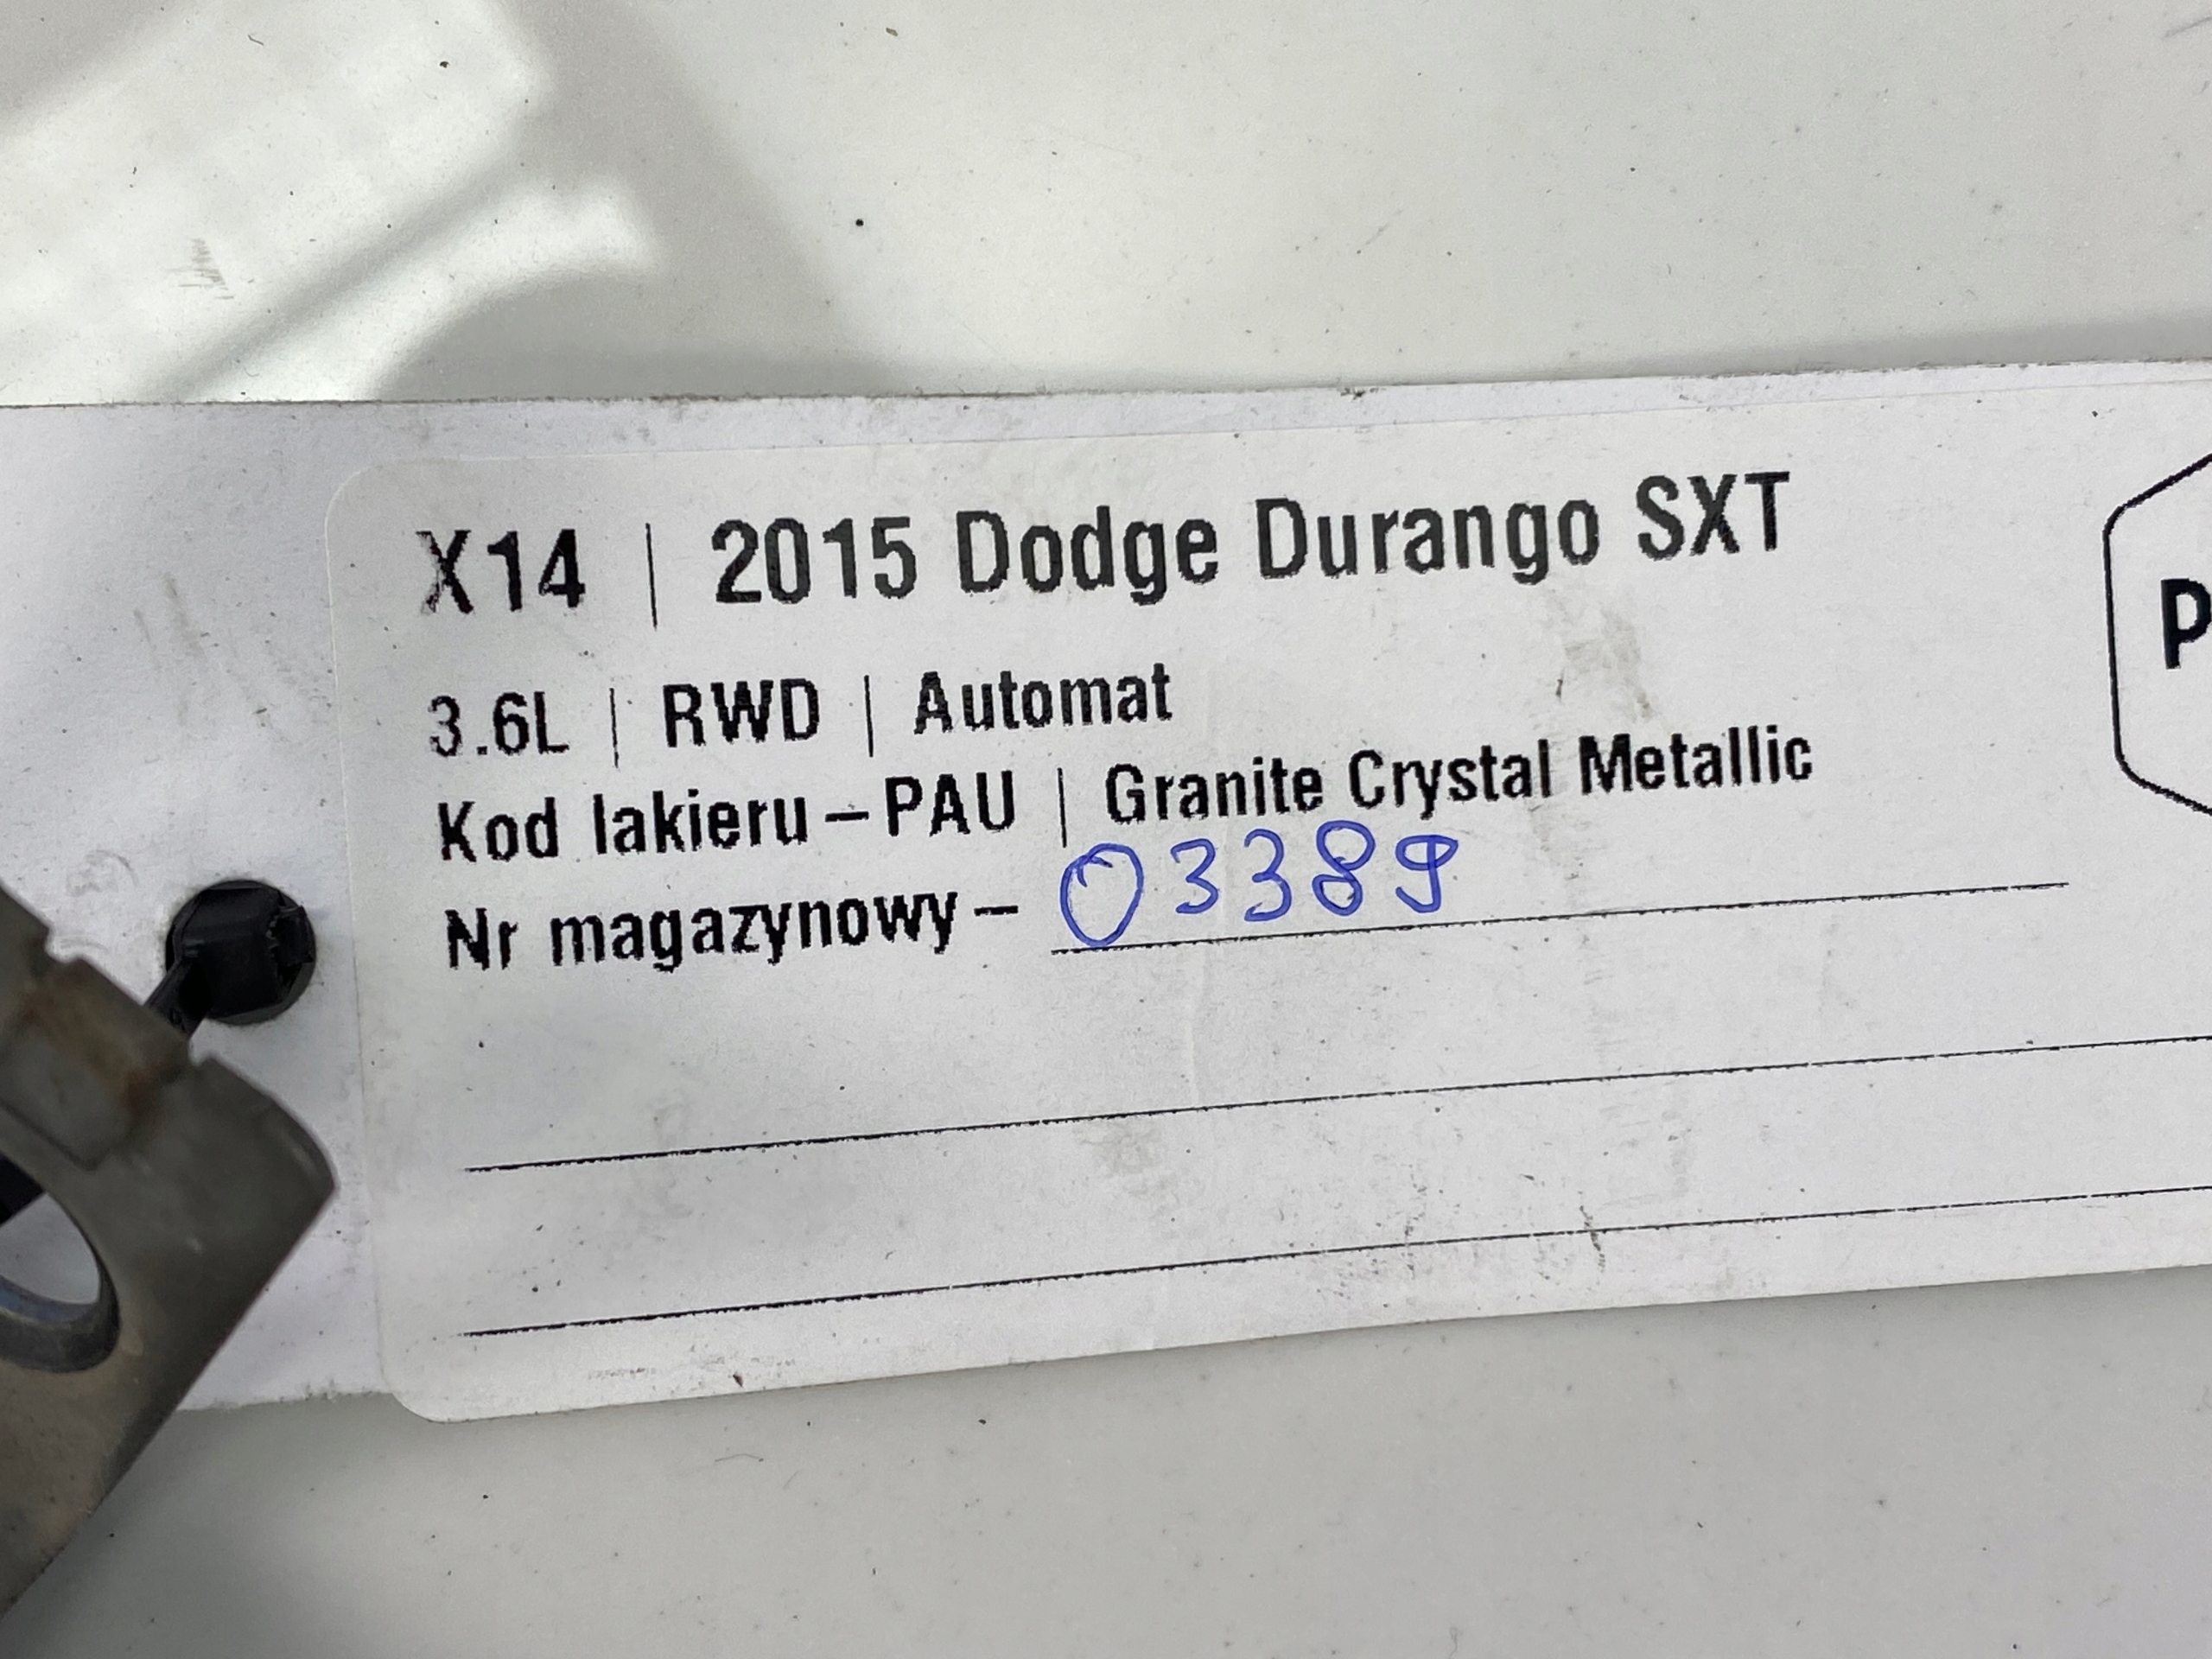 X14 | 2015 Dodge Durango SXT
3.6L | RWD | Automat
Kod lakieru – PAU | Granite Crystal Metallic
Nr magazynowy – 03389
P